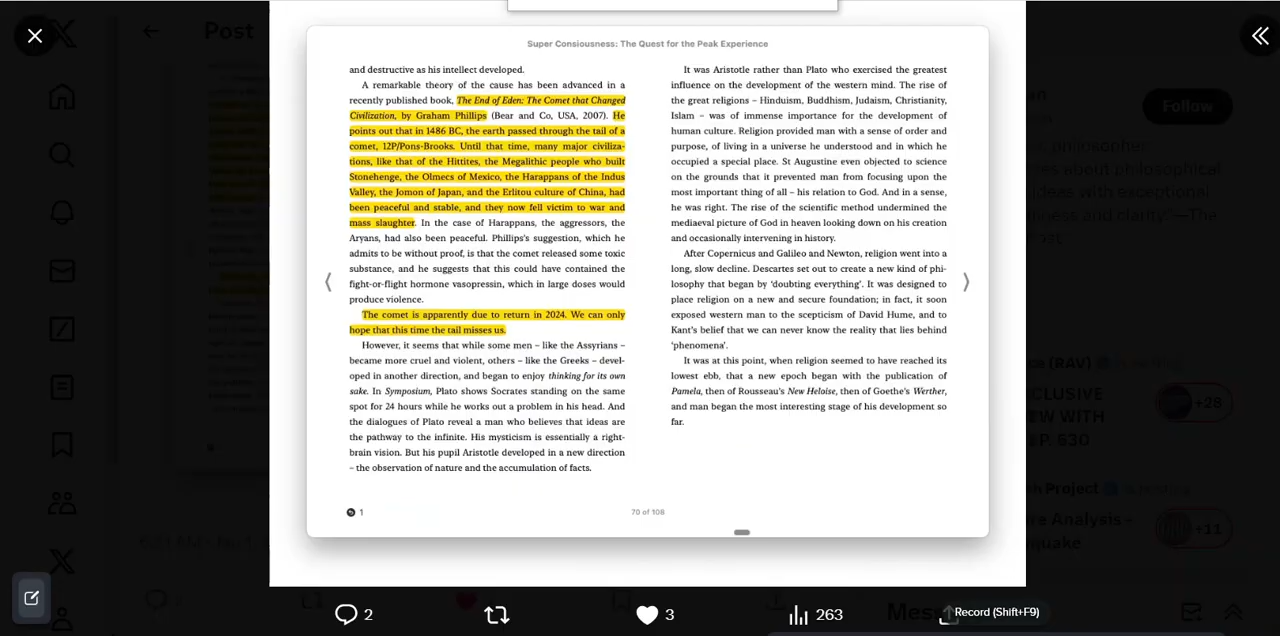 Post
Super Consiousness: The Quest for the Peak Experience
and destructive as his intellect developed.
A remarkable theory of the cause has been advanced in a
recently published book, The End of Eden: The Comet that Changed
Civilization, by Graham Phillips (Bear and Co, USA, 2007). He
points out that in 1486 BC, the earth passed through the tail of a
comet, 12P/Pons-Brooks. Until that time, many major civiliza-
tions, like that of the Hittites, the Megalithic people who built
Stonehenge, the Olmecs of Mexico, the Harappans of the Indus
Valley, the Jomon of Japan, and the Erlitou culture of China, had
been peaceful and stable, and they now fell victim to war and
mass slaughter. In the case of Harappans, the aggressors, the
Aryans, had also been peaceful. Phillips's suggestion, which he
admits to be without proof, is that the comet released some toxic
substance, and he suggests that this could have contained the
fight-or-flight hormone vasopressin, which in large doses would
produce violence.
The comet is apparently due to return in 2024. We can only
hope that this time the tail misses us.
However, it seems that while some men – like the Assyrians –
became more cruel and violent, others – like the Greeks – devel-
oped in another direction, and began to enjoy thinking for its own
sake. In Symposium, Plato shows Socrates standing on the same
spot for 24 hours while he works out a problem in his head. And
the dialogues of Plato reveal a man who believes that ideas are
the pathway to the infinite. His mysticism is essentially a right-
brain vision. But his pupil Aristotle developed in a new direction
– the observation of nature and the accumulation of facts.
It was Aristotle rather than Plato who exercised the greatest
influence on the development of the western mind. The rise of
the great religions – Hinduism, Buddhism, Judaism, Christianity,
Islam – was of immense importance for the development of
human culture. Religion provided man with a sense of order and
purpose, of living in a universe he understood and in which he
occupied a special place. St Augustine even objected to science
on the grounds that it prevented man from focusing upon the
most important thing of all – his relation to God. And in a sense,
he was right. The rise of the scientific method undermined the
mediaeval picture of God in heaven looking down on his creation
and occasionally intervening in history.
After Copernicus and Galileo and Newton, religion went into a
long, slow decline. Descartes set out to create a new kind of phi-
losophy that began by ‘doubting everything’. It was designed to
place religion on a new and secure foundation; in fact, it soon
exposed western man to the scepticism of David Hume, and to
Kant's belief that we can never know the reality that lies behind
‘phenomena’.
It was at this point, when religion seemed to have reached its
lowest ebb, that a new epoch began with the publication of
Pamela, then of Rousseau's New Heloise, then of Goethe's Werther,
and man began the most interesting stage of his development so
far.
1
70 of 108
Follow
philosophes
es about philosophical
ideas with exceptional
ness and clarity"—The
Post
(RAV)
CLUSIVE
W WITH
P. 630
+28
h Project
re Analysis -
quake
+11
2
3
263
Record (Shift+F9)